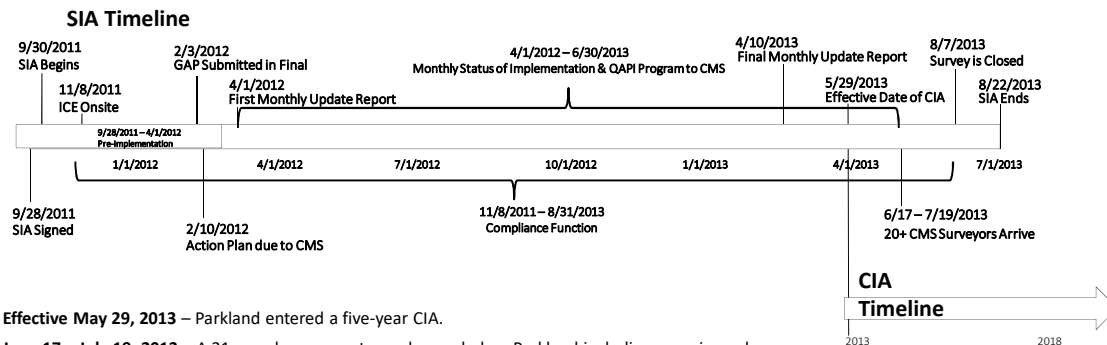 SIA Timeline
9/30/2011
SIA Begins
11/8/2011
ICE Onsite
2/3/2012
GAP Submitted in Final
4/1/2012
First Monthly Update Report
4/1/2012 – 6/30/2013
Monthly Status of Implementation & QAPI Program to CMS
4/10/2013
Final Monthly Update Report
5/29/2013
Effective Date of CIA
8/7/2013
Survey is Closed
8/22/2013
SIA Ends
9/28/2011 – 4/1/2012
Pre-Implementation
1/1/2012 4/1/2012 7/1/2012 10/1/2012 1/1/2013 4/1/2013 7/1/2013
9/28/2011
SIA Signed
2/10/2012
Action Plan due to CMS
11/8/2011 – 8/31/2013
Compliance Function
6/17 – 7/19/2013
20+ CMS Surveyors Arrive
CIA
Timeline
2013 2018
Effective May 29, 2013 – Parkland entered a five-year CIA.